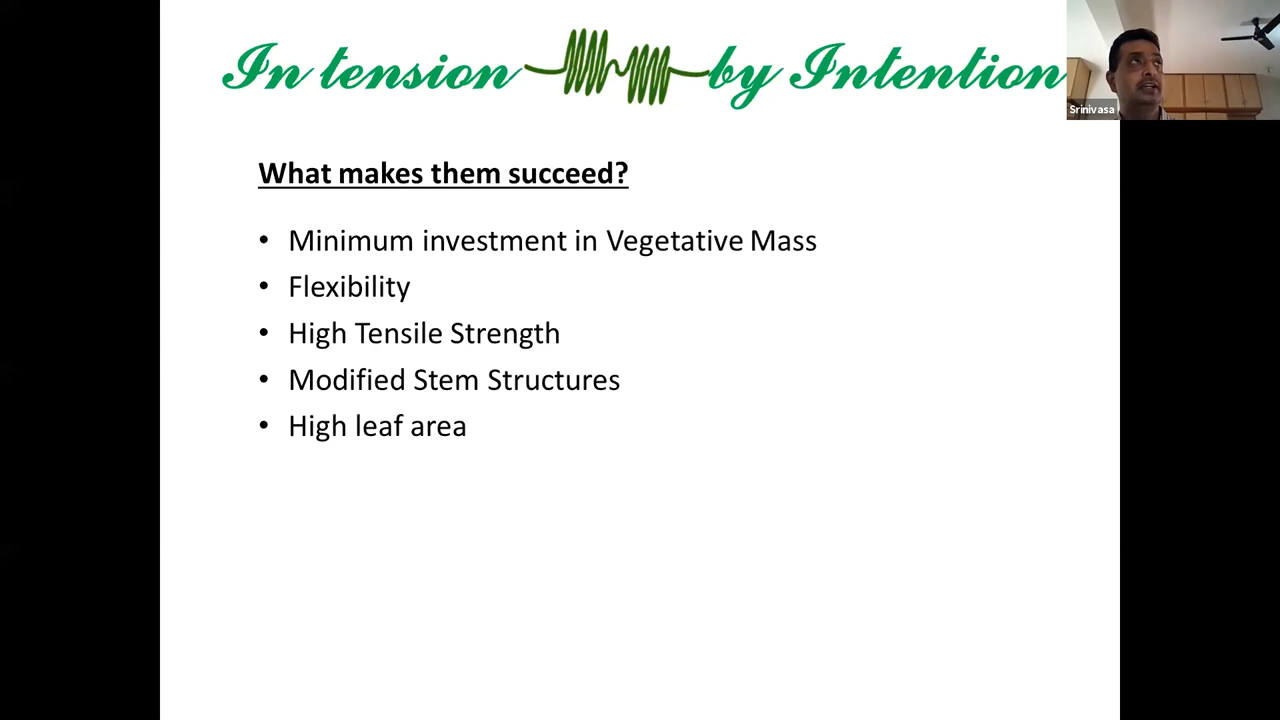 In tension by Intention
Srinivasa
What makes them succeed?
• Minimum investment in Vegetative Mass
• Flexibility
• High Tensile Strength
• Modified Stem Structures
• High leaf area